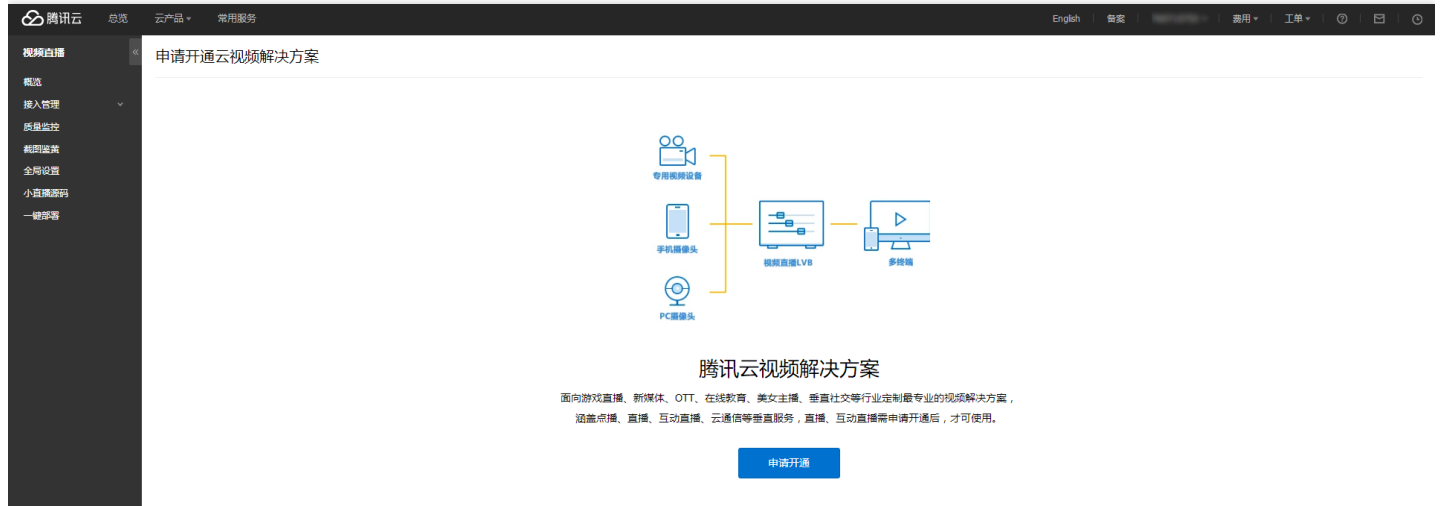 腾讯云
总览
云产品
常用服务
English
备案
费用
工单
视频直播
概览
接入管理
质量监控
截图鉴黄
全局设置
小直播源码
一键部署
申请开通云视频解决方案
专用视频设备
手机摄像头
PC摄像头
视频直播LVB
多终端
腾讯云视频解决方案
面向游戏直播、新媒体、OTT、在线教育、美女主播、垂直社交等行业定制最专业的视频解决方案，
涵盖点播、直播、互动直播、云通信等垂直服务，直播、互动直播需申请开通后，才可使用。
申请开通